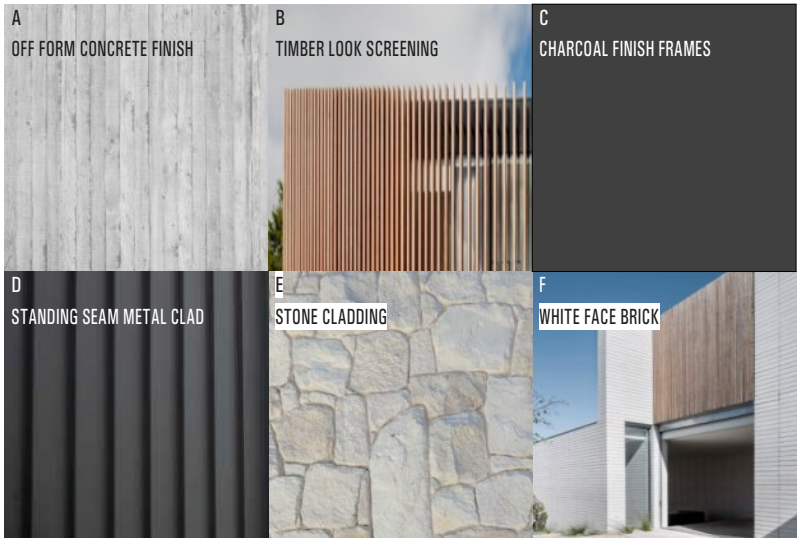 A
OFF FORM CONCRETE FINISH
B
TIMBER LOOK SCREENING
C
CHARCOAL FINISH FRAMES
D
STANDING SEAM METAL CLAD
E
STONE CLADDING
F
WHITE FACE BRICK